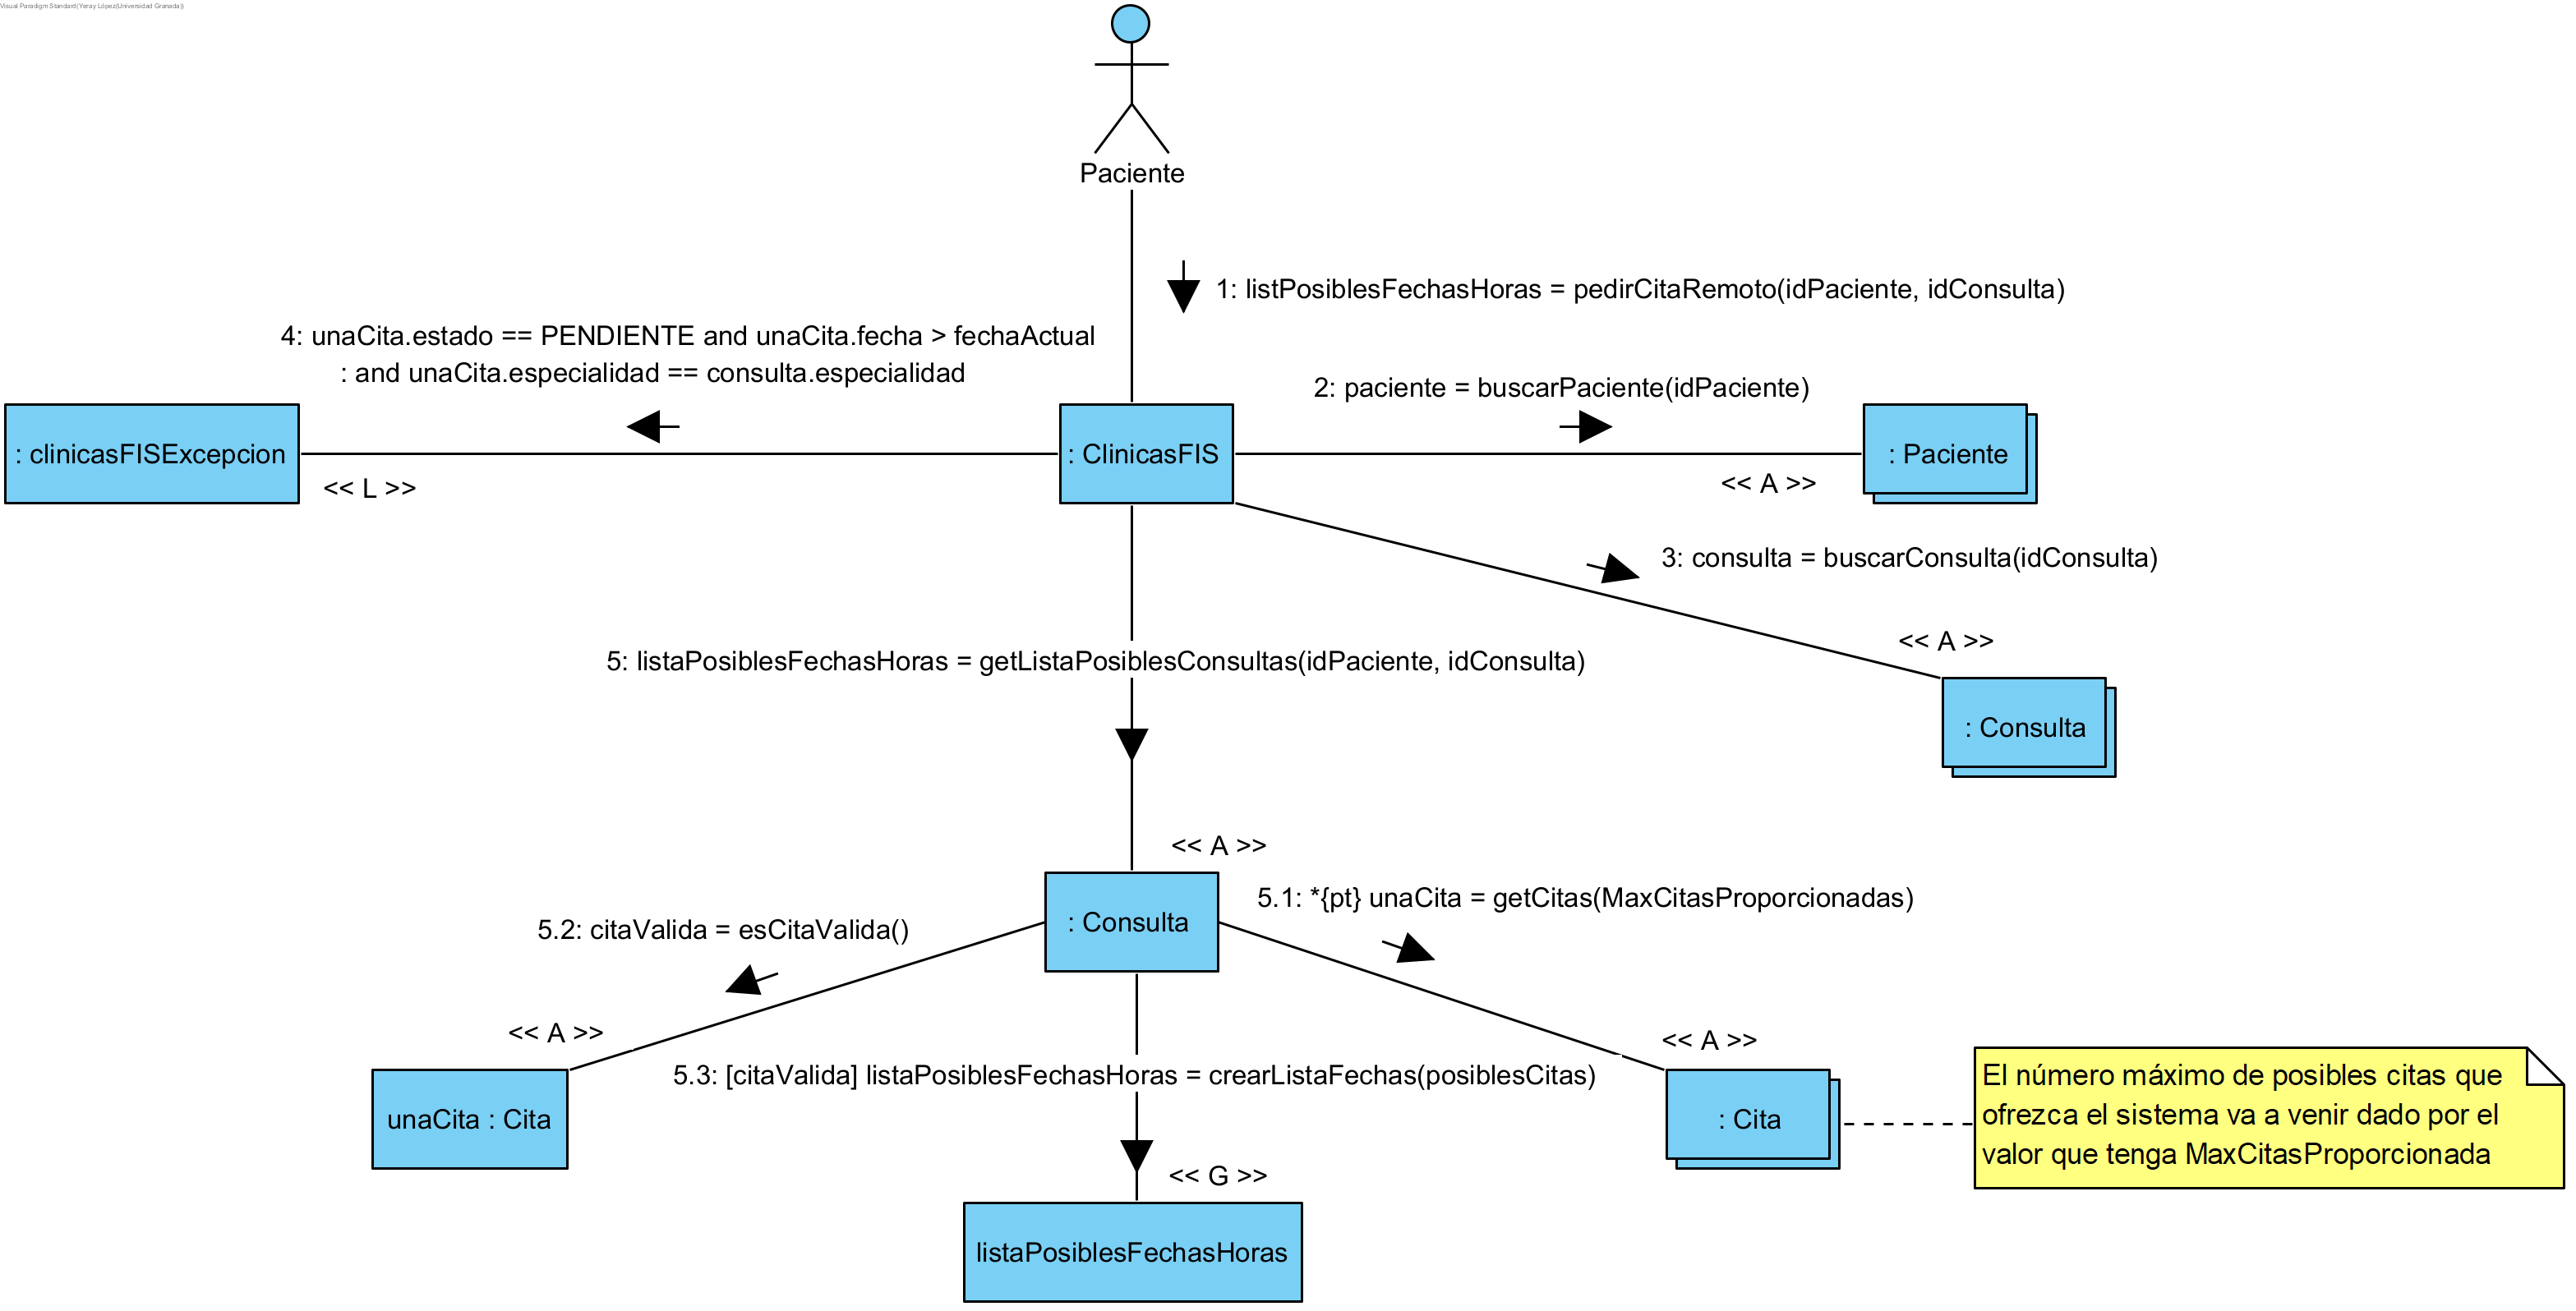 Visual Paradigm Standard(Yeray López(Universidad Granada))
Paciente
1: listPosiblesFechasHoras = pedirCitaRemoto(idPaciente, idConsulta)
4: unaCita.estado == PENDIENTE and unaCita.fecha > fechaActual
: and unaCita.especialidad == consulta.especialidad
2: paciente = buscarPaciente(idPaciente)
: clinicasFISExcepcion
: ClinicasFIS
: Paciente
<< L >>
<< A >>
3: consulta = buscarConsulta(idConsulta)
<< A >>
5: listaPosiblesFechasHoras = getListaPosiblesConsultas(idPaciente, idConsulta)
: Consulta
<< A >>
5.1: *{pt} unaCita = getCitas(MaxCitasProporcionadas)
: Consulta
5.2: citaValida = esCitaValida()
<< A >>
<< A >>
5.3: [citaValida] listaPosiblesFechasHoras = crearListaFechas(posiblesCitas)
unaCita : Cita
: Cita
El número máximo de posibles citas que
ofrezca el sistema va a venir dado por el
valor que tenga MaxCitasProporcionada
<< G >>
listaPosiblesFechasHoras